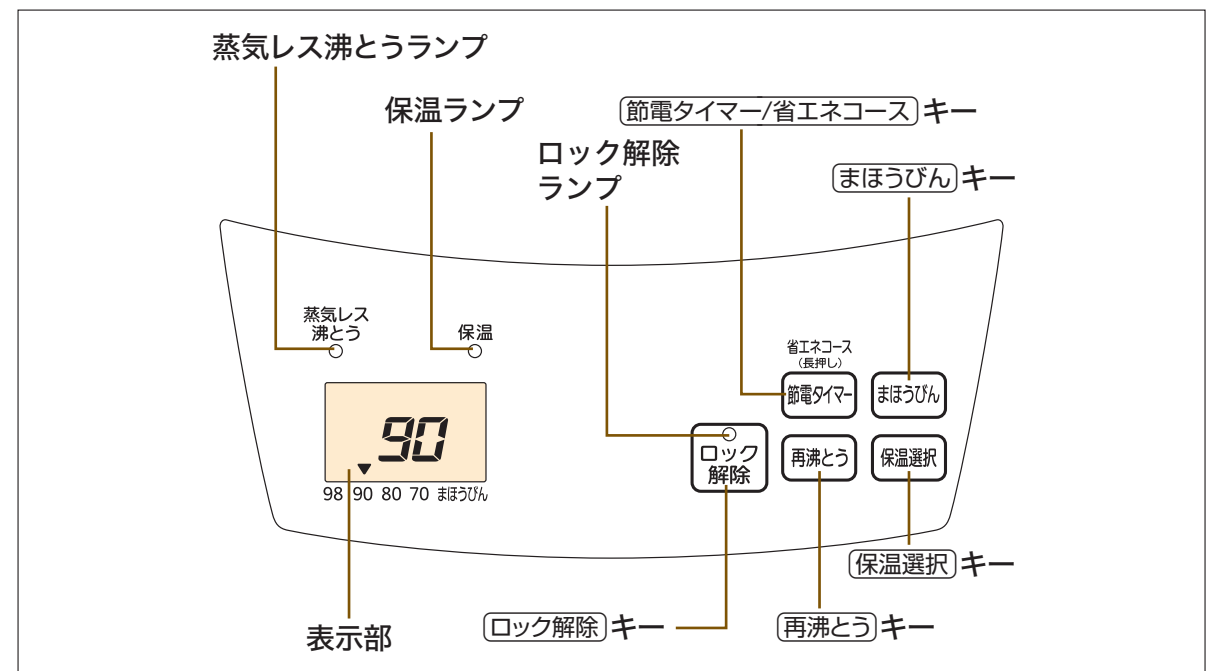 蒸気レス沸とうランプ
保温ランプ
節電タイマー/省エネコース キー
ロック解除
ランプ
まほうびん キー
蒸気レス
沸とう
保温
省エネコース
(長押し)
節電タイマー
まほうびん
90
ロック
解除
再沸とう
保温選択
98 90 80 70 まほうびん
保温選択 キー
表示部
ロック解除 キー
再沸とう キー